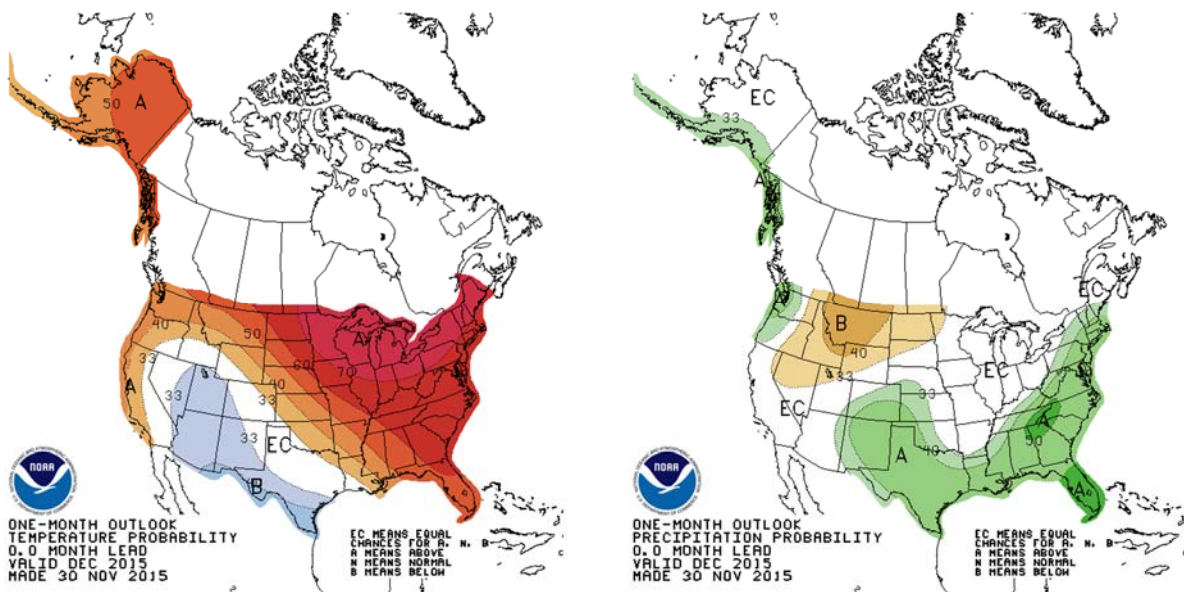 A
50
A
40
33
A
33
50
60
70
40
33
33
EC
B
NOAA
ONE-MONTH OUTLOOK
TEMPERATURE PROBABILITY
0.0 MONTH LEAD
VALID DEC 2015
MADE 30 NOV 2015
EC MEANS EQUAL
CHANCES FOR A, N, B
A MEANS ABOVE
N MEANS NORMAL
B MEANS BELOW
EC
33
A
A
B
40
33
EC
EC
EC
33
40
A
A
50
A
NOAA
ONE-MONTH OUTLOOK
PRECIPITATION PROBABILITY
0.0 MONTH LEAD
VALID DEC 2015
MADE 30 NOV 2015
EC MEANS EQUAL
CHANCES FOR A, N, B
A MEANS ABOVE
N MEANS NORMAL
B MEANS BELOW